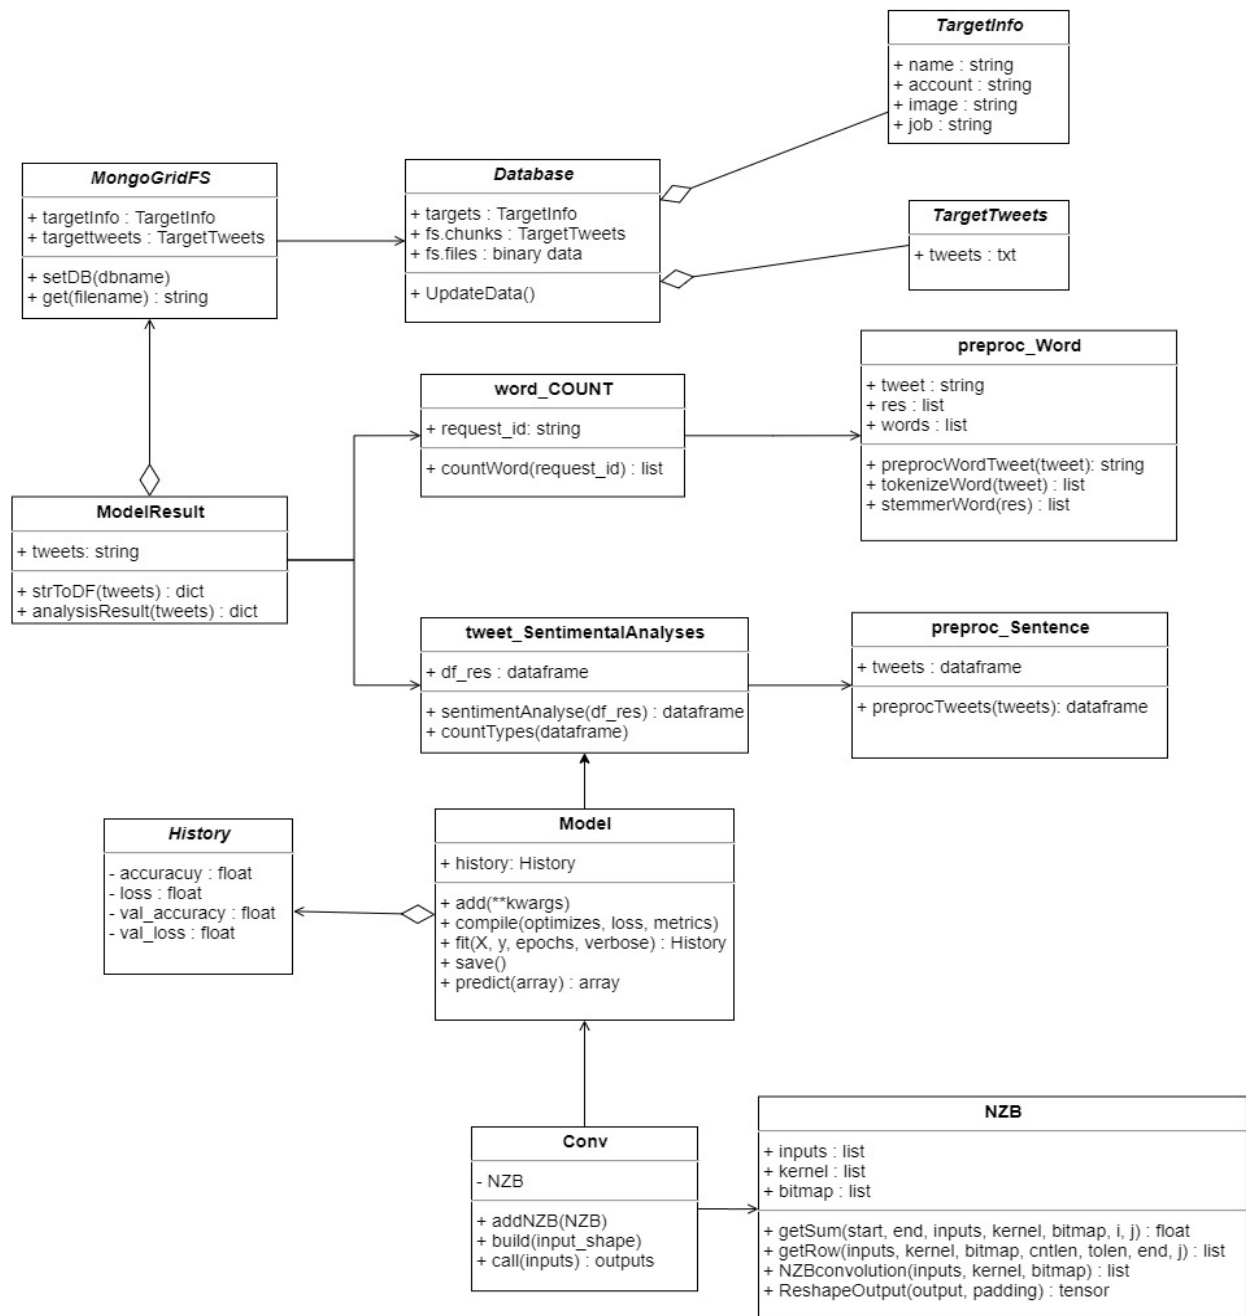 TargetInfo
+ name : string
+ account : string
+ image : string
+ job : string
MongoGridFS
+ targetInfo : TargetInfo
+ targettweets : TargetTweets
+ setDB(dbname)
+ get(filename) : string
Database
+ targets : TargetInfo
+ fs.chunks : TargetTweets
+ fs.files : binary data
+ UpdateData()
TargetTweets
+ tweets : txt
preproc_Word
+ tweet : string
+ res : list
+ words : list
+ preprocWordTweet(tweet): string
+ tokenizeWord(tweet) : list
+ stemmerWord(res) : list
word_COUNT
+ request_id: string
+ countWord(request_id) : list
ModelResult
+ tweets: string
+ strToDF(tweets) : dict
+ analysisResult(tweets) : dict
tweet_SentimentalAnalyses
+ df_res : dataframe
+ sentimentAnalyse(df_res) : dataframe
+ countTypes(dataframe)
preproc_Sentence
+ tweets : dataframe
+ preprocTweets(tweets): dataframe
History
- accuracuy : float
- loss : float
- val_accuracy : float
- val_loss : float
Model
+ history: History
+ add(**kwargs)
+ compile(optimizes, loss, metrics)
+ fit(X, y, epochs, verbose) : History
+ save()
+ predict(array) : array
Conv
- NZB
+ addNZB(NZB)
+ build(input_shape)
+ call(inputs) : outputs
NZB
+ inputs : list
+ kernel : list
+ bitmap : list
+ getSum(start, end, inputs, kernel, bitmap, i, j) : float
+ getRow(inputs, kernel, bitmap, cntlen, tolen, end, j) : list
+ NZBconvolution(inputs, kernel, bitmap) : list
+ ReshapeOutput(output, padding) : tensor